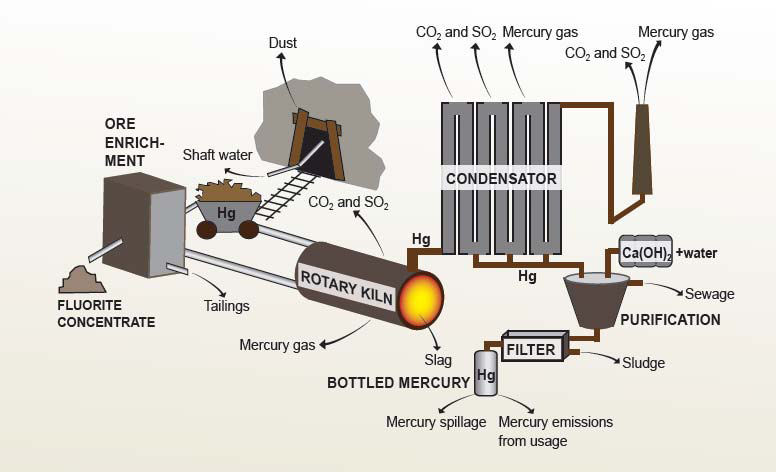 CO₂ and SO₂
Mercury gas
Mercury gas
CO₂ and SO₂
Dust
ORE
ENRICH-
MENT
Shaft water
Hg
CO₂ and SO₂
CONDENSATOR
Hg
Hg
ROTARY KILN
Ca(OH)₂
+water
FLUORITE
CONCENTRATE
Tailings
Sewage
PURIFICATION
Mercury gas
Slag
FILTER
Sludge
BOTTLED MERCURY
Hg
Mercury spillage
Mercury emissions
from usage